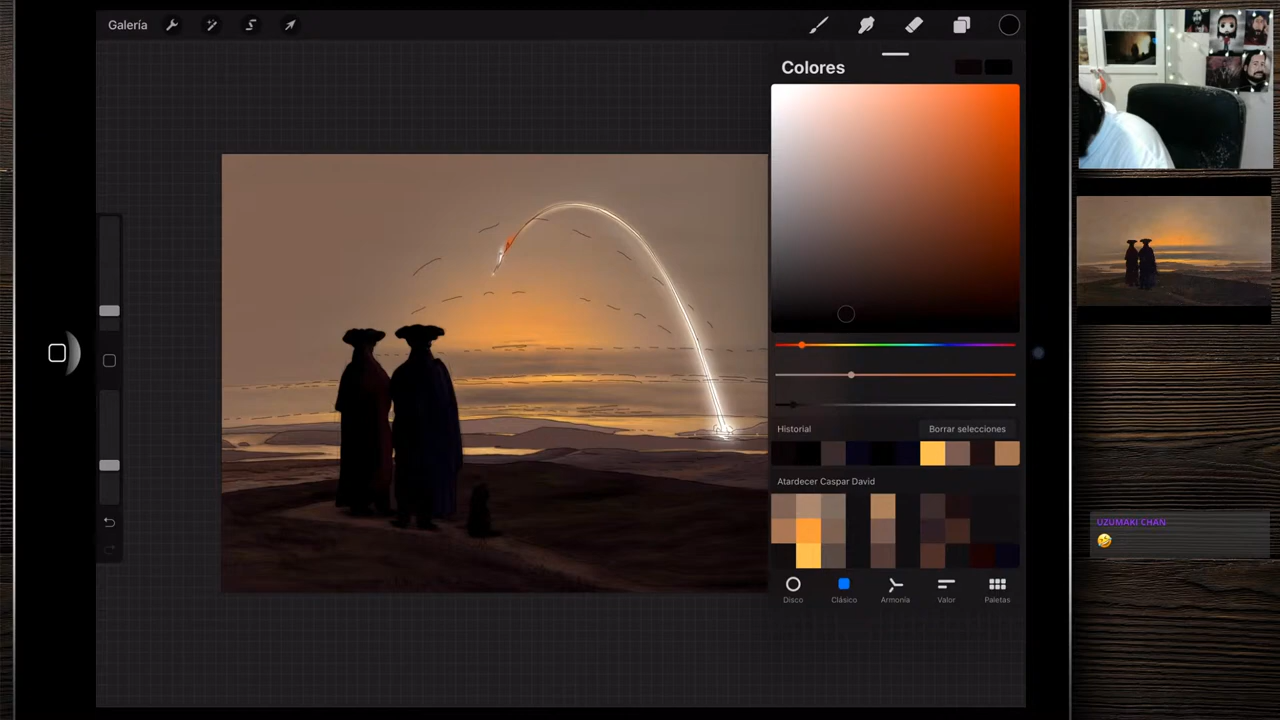 Galería
Colores
Historial
Borrar selecciones
Atardecer Caspar David
Disco
Clásico
Armonía
Valor
Paletas
UZUMAKI CHAN